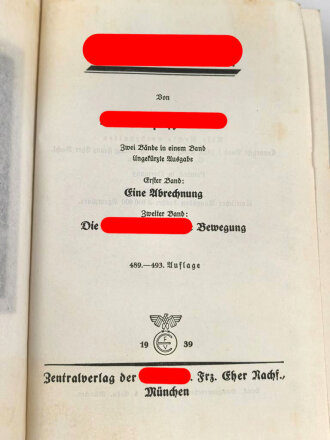 Von
Zwei Bände in einem Band
Ungekürzte Ausgabe
Erster Band:
Eine Abrechnung
Zweiter Band:
Die Bewegung
489.—493. Auflage
19 39
Zentralverlag der . Frz. Eher Nachf.,
München